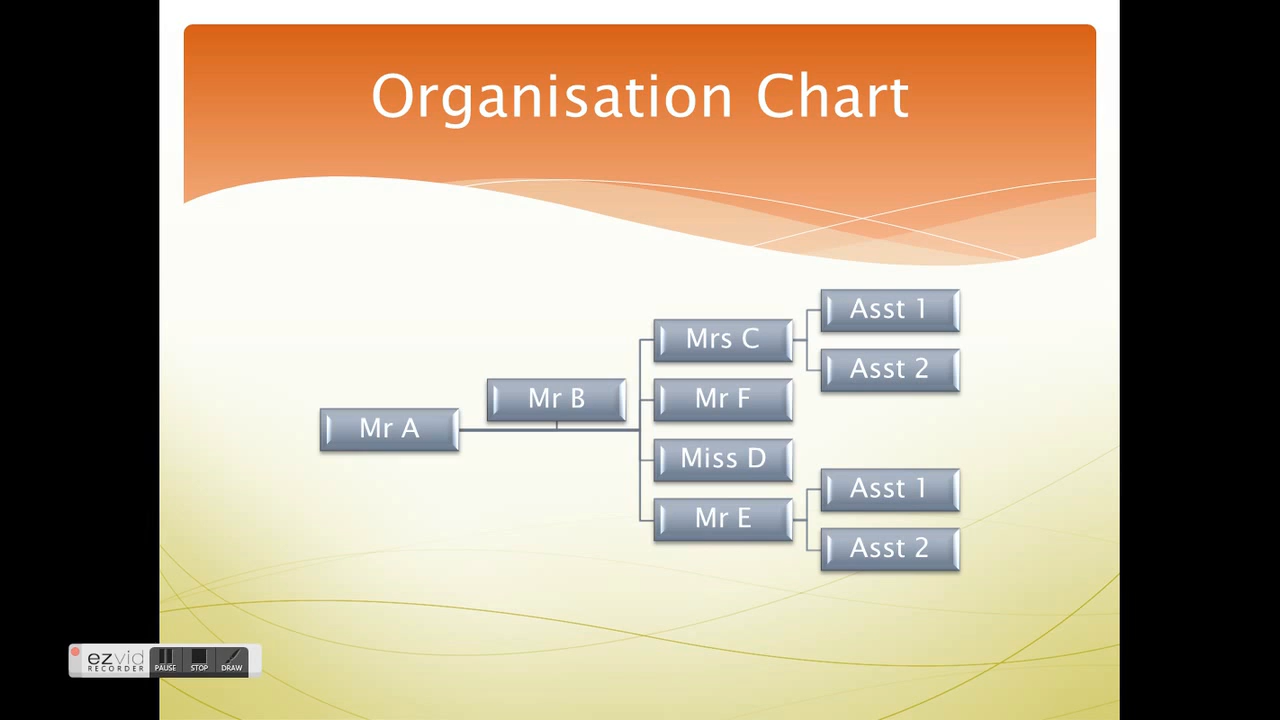 Organisation Chart
Mr A
Mr B
Mrs C
Asst 1
Asst 2
Mr F
Miss D
Mr E
Asst 1
Asst 2
ezvid
RECORDER
PAUSE
STOP
DRAW